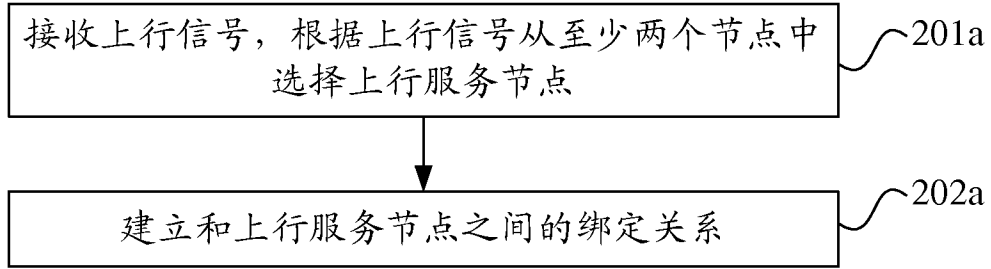 接收上行信号，根据上行信号从至少两个节点中
选择上行服务节点
201a
建立和上行服务节点之间的绑定关系
202a